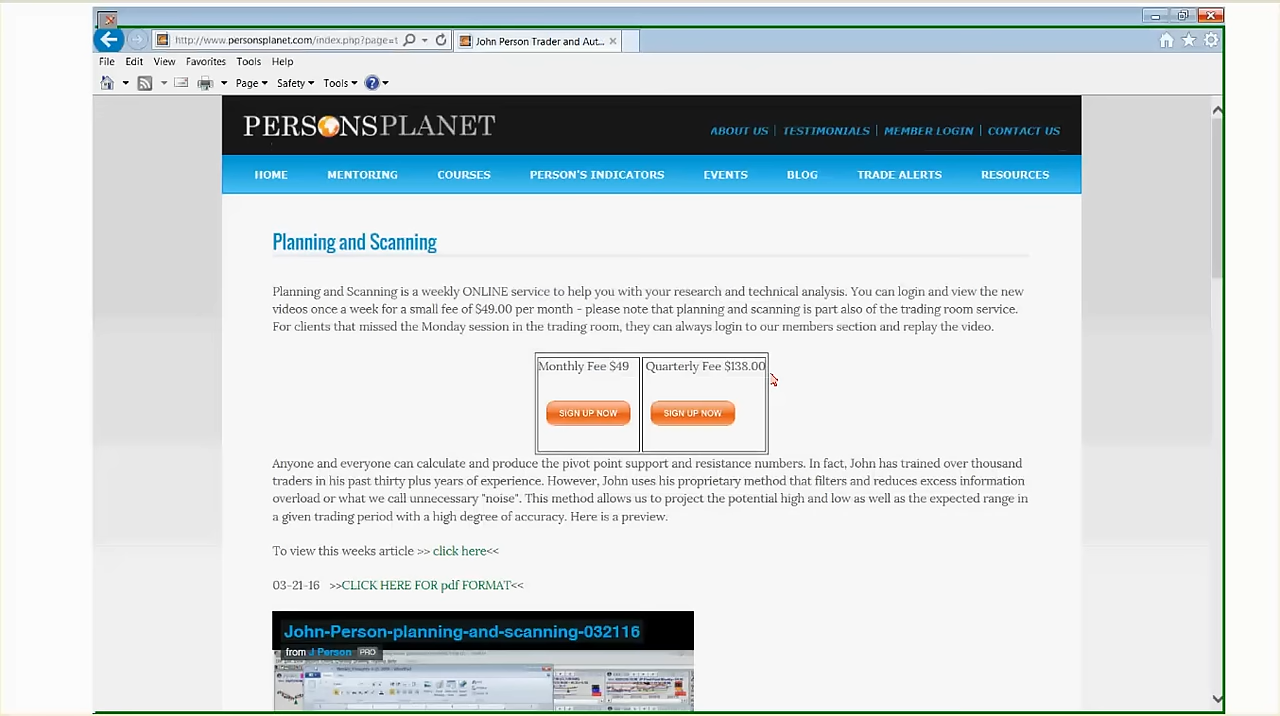 http://www.personsplanet.com/index.php?page=t
John Person Trader and Aut...
File Edit View Favorites Tools Help
Page Safety Tools
PERSONSPLANET
ABOUT US | TESTIMONIALS | MEMBER LOGIN | CONTACT US
HOME MENTORING COURSES PERSON'S INDICATORS EVENTS BLOG TRADE ALERTS RESOURCES
Planning and Scanning
Planning and Scanning is a weekly ONLINE service to help you with your research and technical analysis. You can login and view the new
videos once a week for a small fee of $49.00 per month - please note that planning and scanning is part also of the trading room service.
For clients that missed the Monday session in the trading room, they can always login to our members section and replay the video.
Monthly Fee $49 Quarterly Fee $138.00
SIGN UP NOW SIGN UP NOW
Anyone and everyone can calculate and produce the pivot point support and resistance numbers. In fact, John has trained over thousand
traders in his past thirty plus years of experience. However, John uses his proprietary method that filters and reduces excess information
overload or what we call unnecessary "noise". This method allows us to project the potential high and low as well as the expected range in
a given trading period with a high degree of accuracy. Here is a preview.
To view this weeks article >> click here<<
03-21-16 >>CLICK HERE FOR pdf FORMAT<<
John-Person-planning-and-scanning-032116
from J Person PRO